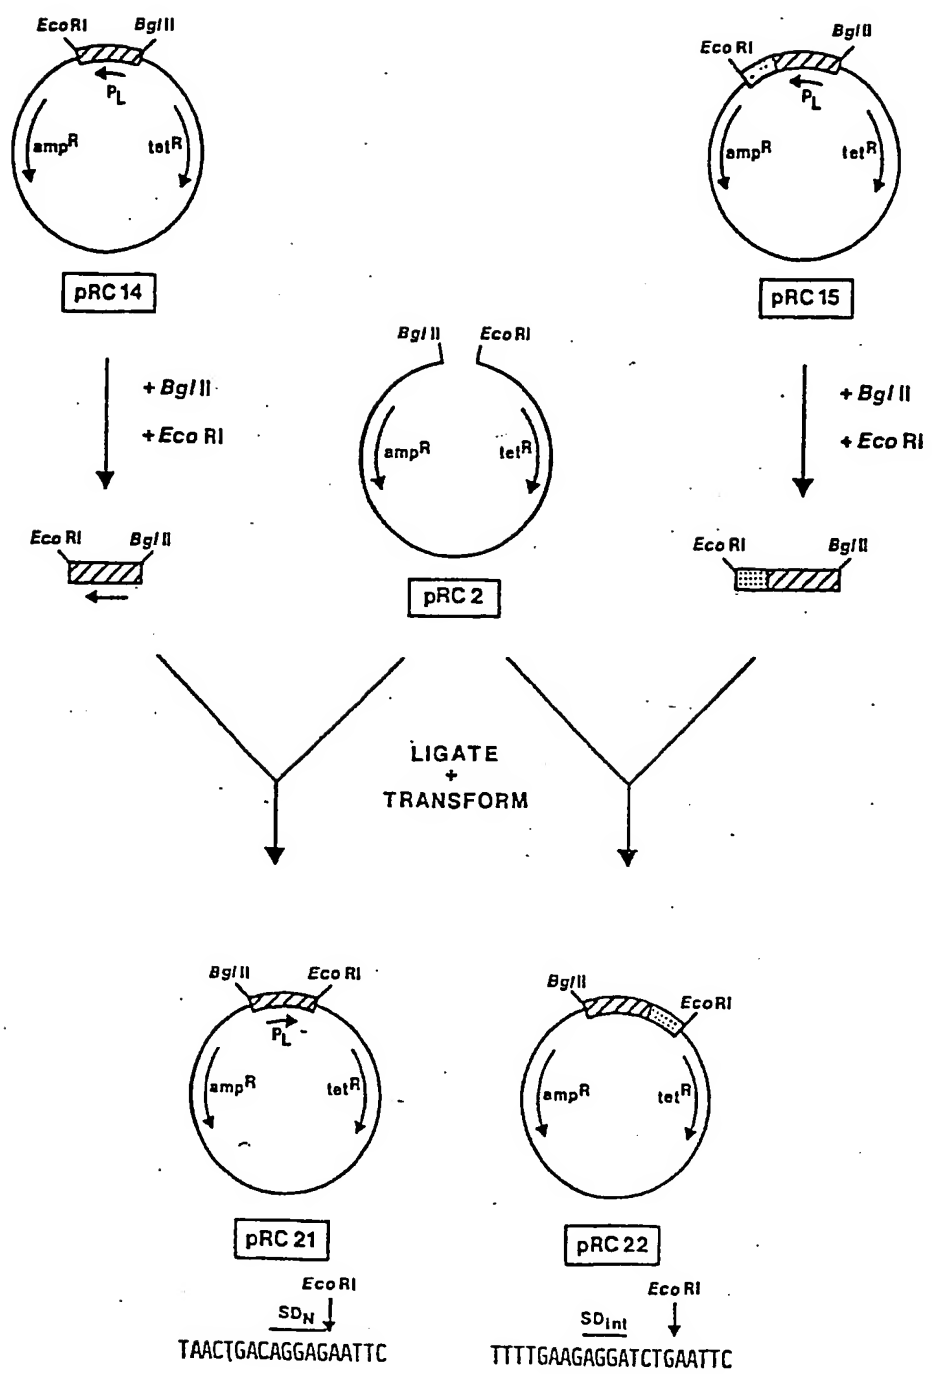 EcoRI BglII
PL
ampR tetR
pRC 14
+ BglII
+ EcoRI
EcoRI BglII
EcoRI BglII
PL
ampR tetR
pRC 15
+ BglII
+ EcoRI
EcoRI BglII
BglII EcoRI
ampR tetR
pRC 2
LIGATE
+
TRANSFORM
BglII EcoRI
PL
ampR tetR
pRC 21
EcoRI
SDN
TAACTGACAGGAGAATTC
BglII EcoRI
ampR tetR
pRC 22
EcoRI
SDint
TTTTGAAGAGGATCTGAATTC